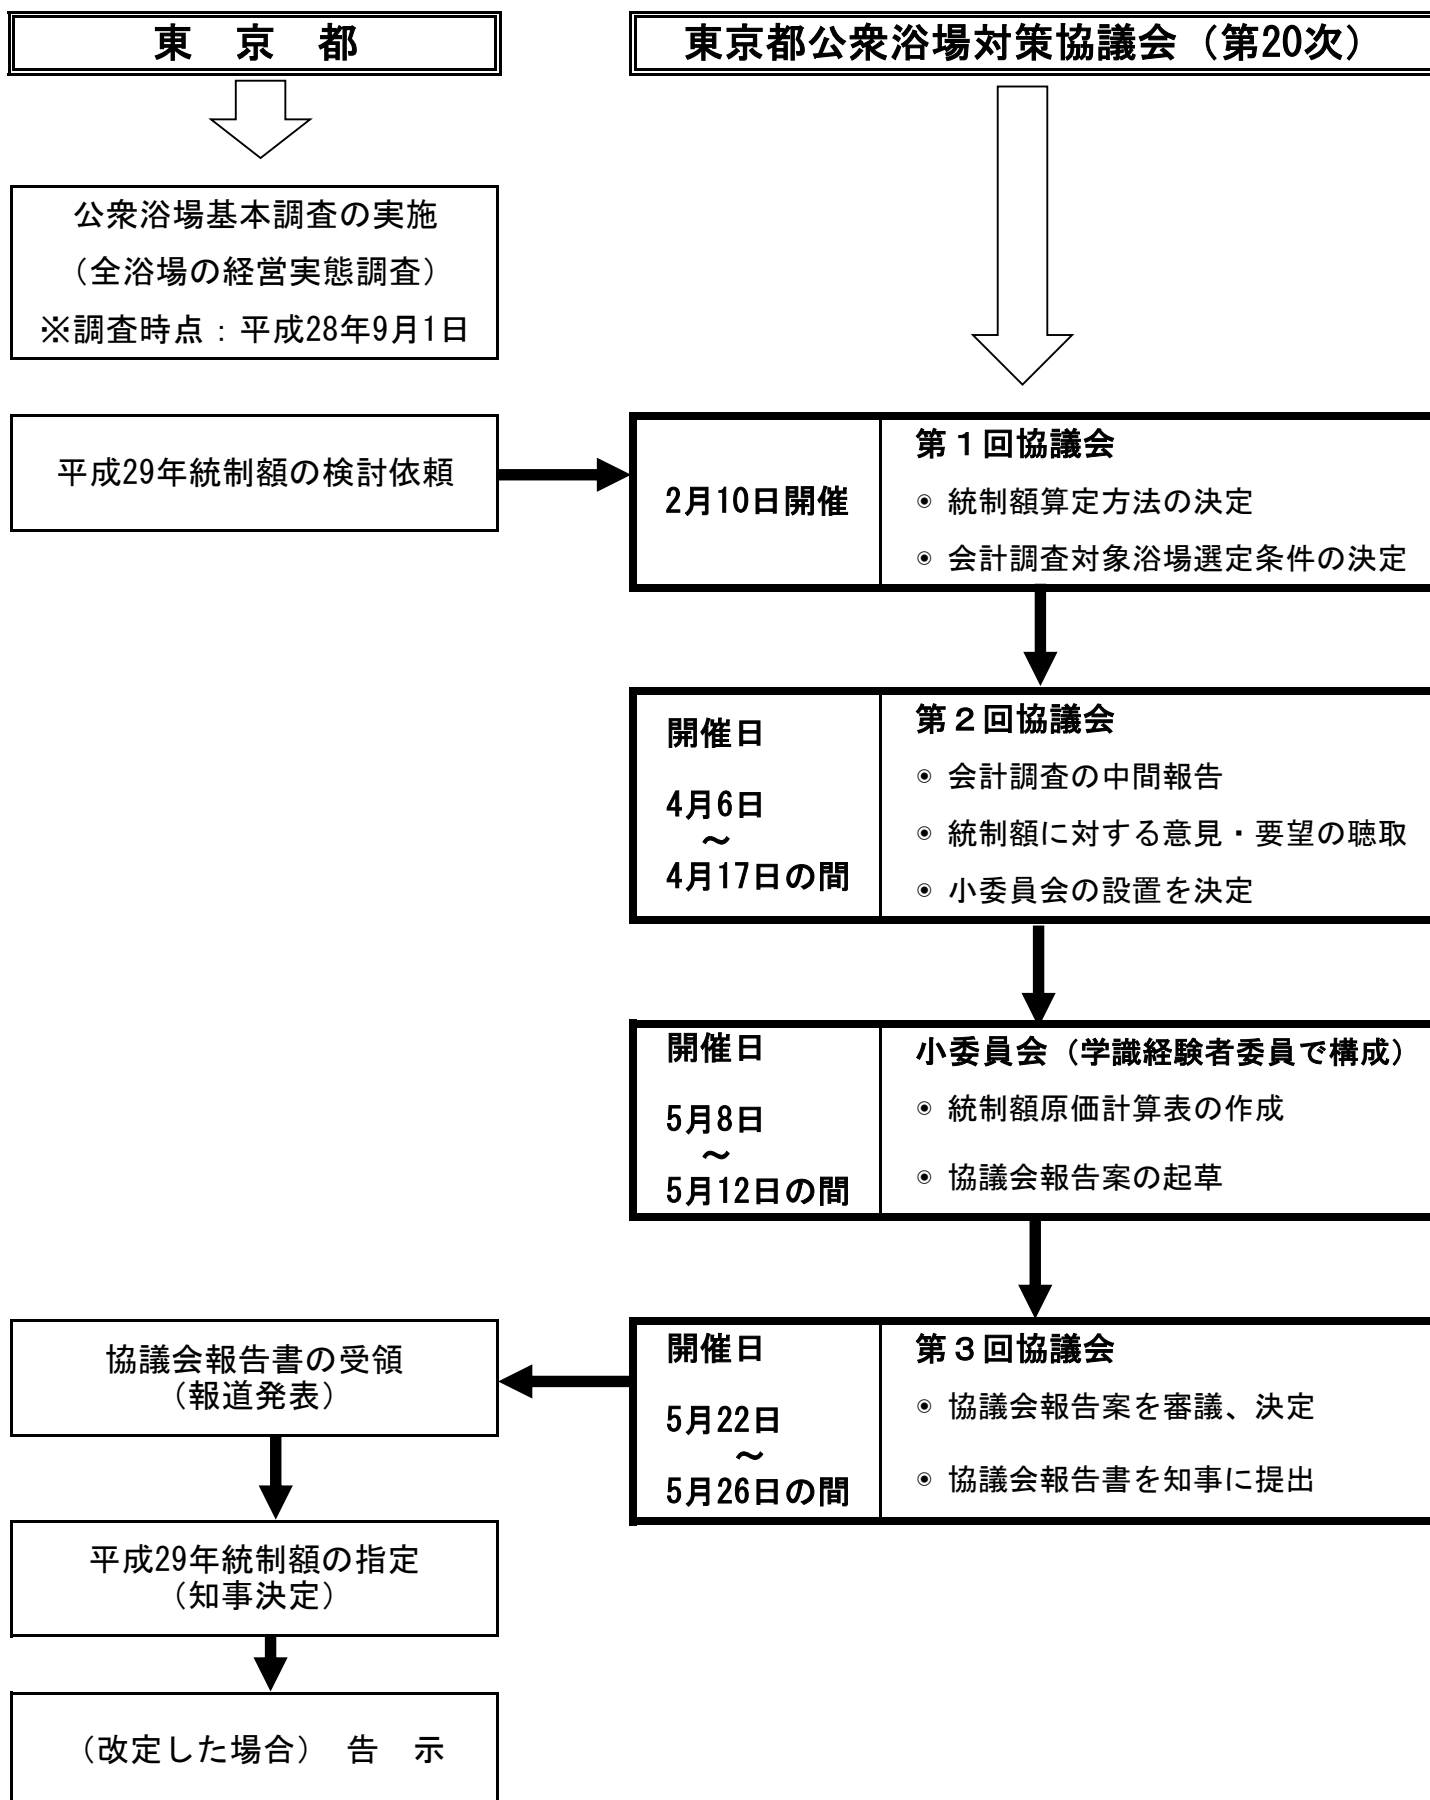 東　京　都
東京都公衆浴場対策協議会（第20次）
公衆浴場基本調査の実施
（全浴場の経営実態調査）
※調査時点：平成28年9月1日
平成29年統制額の検討依頼
2月10日開催
第１回協議会
◉ 統制額算定方法の決定
◉ 会計調査対象浴場選定条件の決定
開催日
4月6日
～
4月17日の間
第２回協議会
◉ 会計調査の中間報告
◉ 統制額に対する意見・要望の聴取
◉ 小委員会の設置を決定
開催日
5月8日
～
5月12日の間
小委員会（学識経験者委員で構成）
◉ 統制額原価計算表の作成
◉ 協議会報告案の起草
開催日
5月22日
～
5月26日の間
第３回協議会
◉ 協議会報告案を審議、決定
◉ 協議会報告書を知事に提出
協議会報告書の受領
（報道発表）
平成29年統制額の指定
（知事決定）
（改定した場合）　告　示